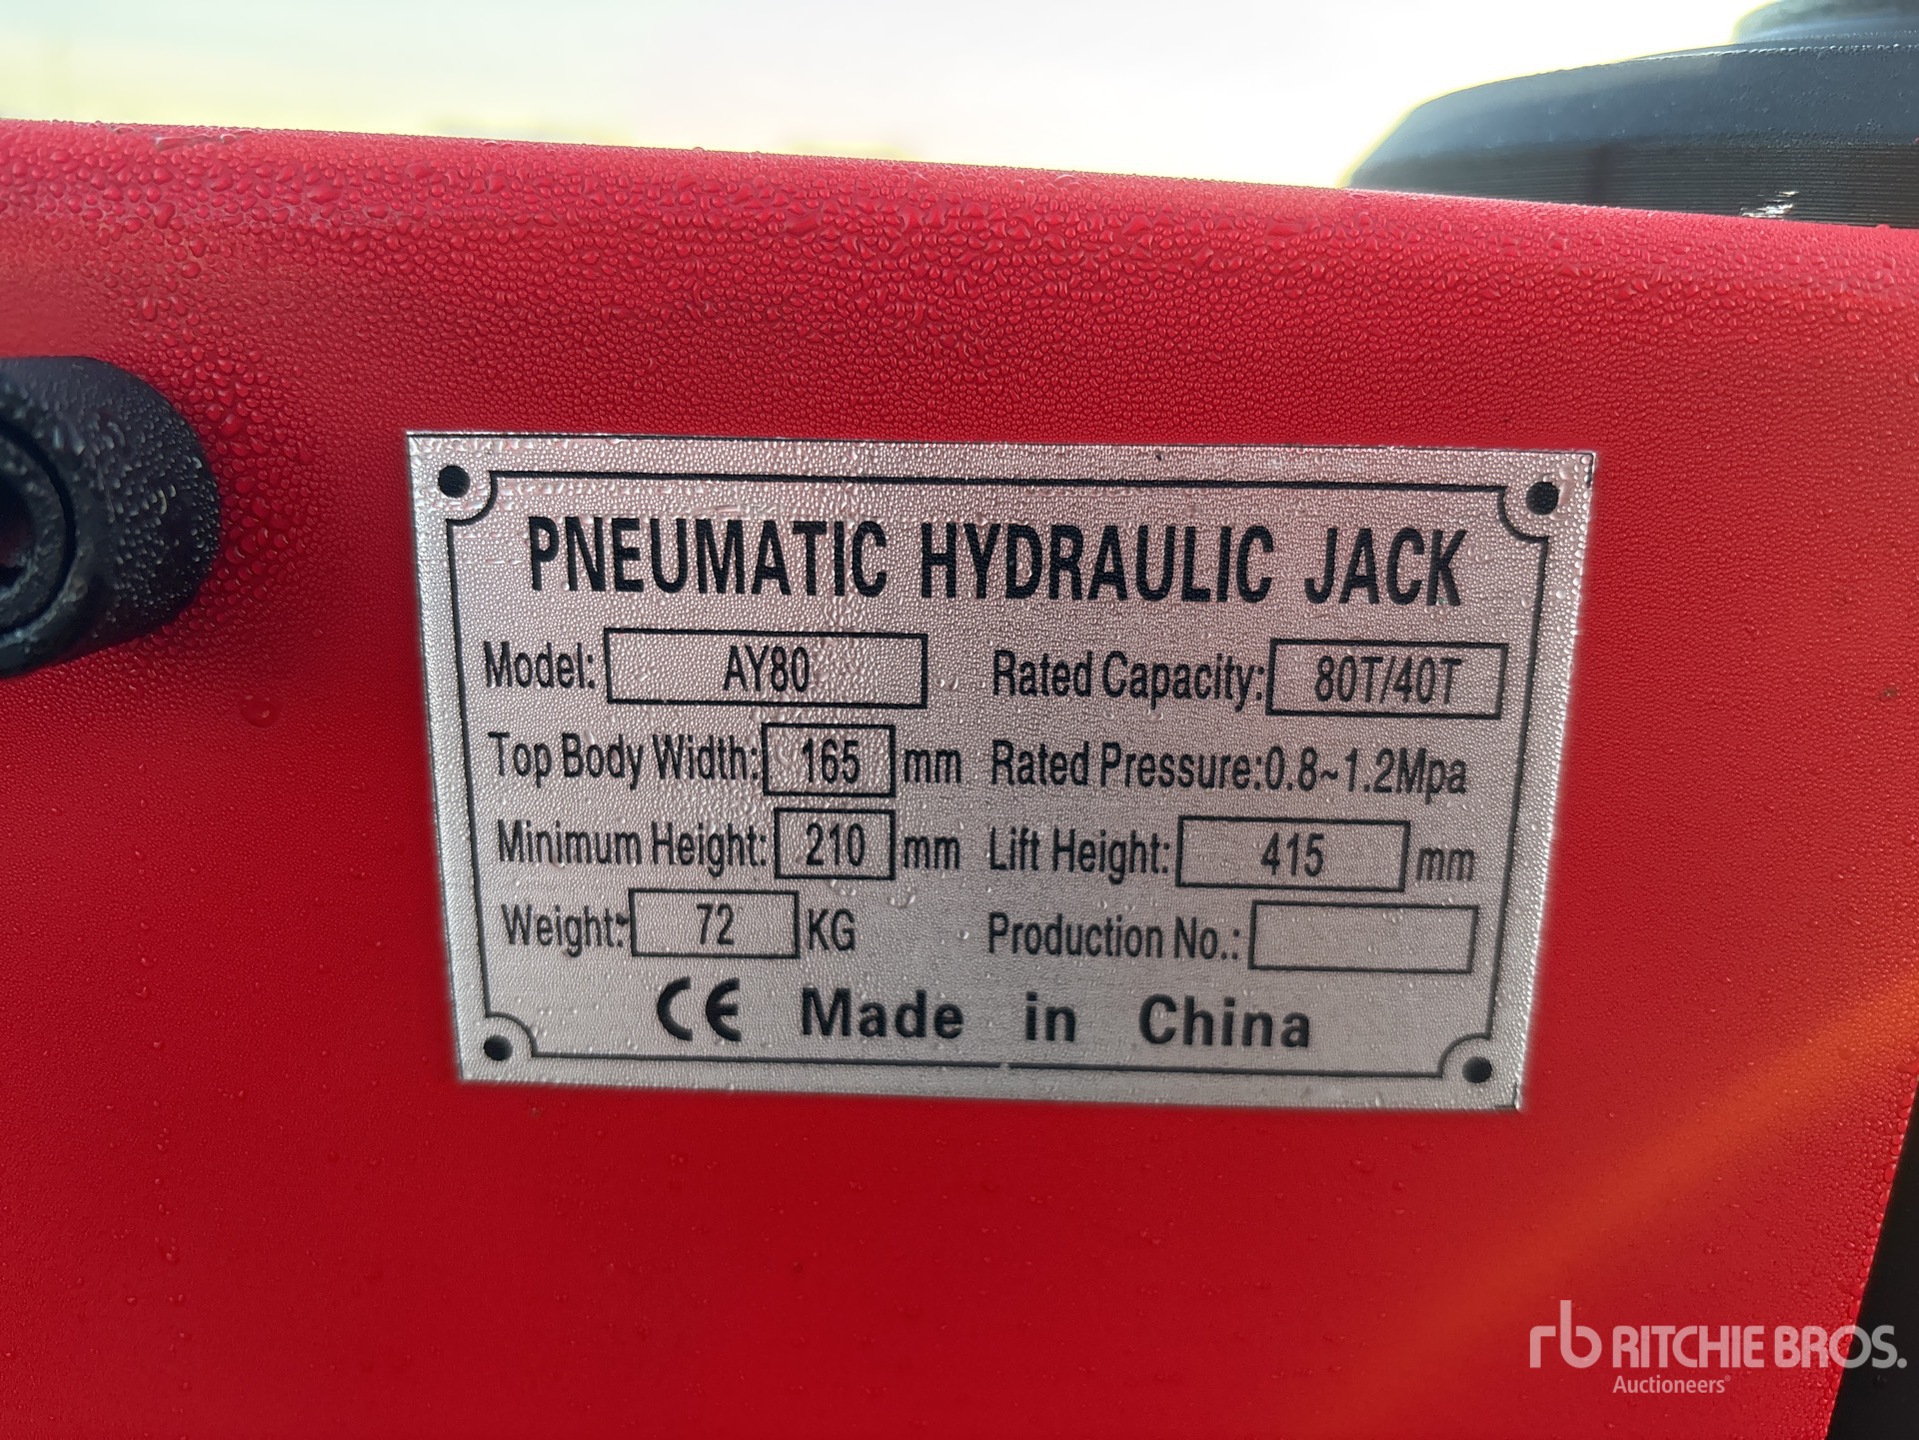 PNEUMATIC HYDRAULIC JACK
Model: AY80 Rated Capacity: 80T/40T
Top Body Width: 165 mm Rated Pressure:0.8~1.2Mpa
Minimum Height: 210 mm Lift Height: 415 mm
Weight: 72 KG Production No.:
CE Made in China
rb RITCHIE BROS.
Auctioneers®